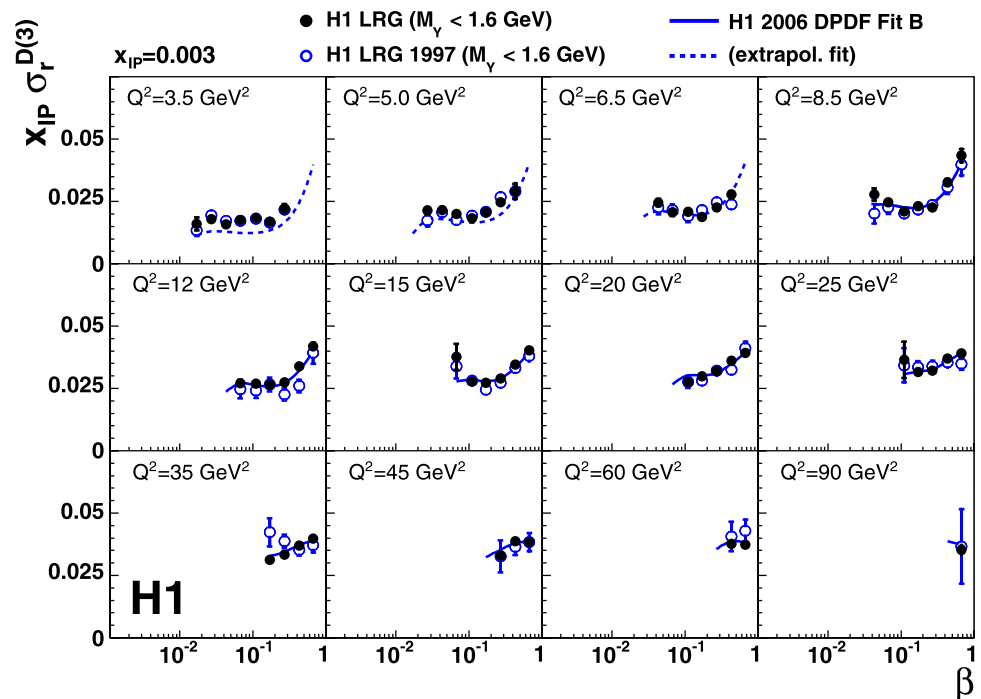 H1 LRG (M_Y < 1.6 GeV)
H1 2006 DPDF Fit B
x_IP=0.003
H1 LRG 1997 (M_Y < 1.6 GeV)
(extrapol. fit)
x_IP σ_r^D(3)
Q²=3.5 GeV²
Q²=5.0 GeV²
Q²=6.5 GeV²
Q²=8.5 GeV²
0.05
0.025
0
Q²=12 GeV²
Q²=15 GeV²
Q²=20 GeV²
Q²=25 GeV²
0.05
0.025
0
Q²=35 GeV²
Q²=45 GeV²
Q²=60 GeV²
Q²=90 GeV²
0.05
0.025
H1
0
10⁻² 10⁻¹ 1 10⁻² 10⁻¹ 1 10⁻² 10⁻¹ 1 10⁻² 10⁻¹ 1
β